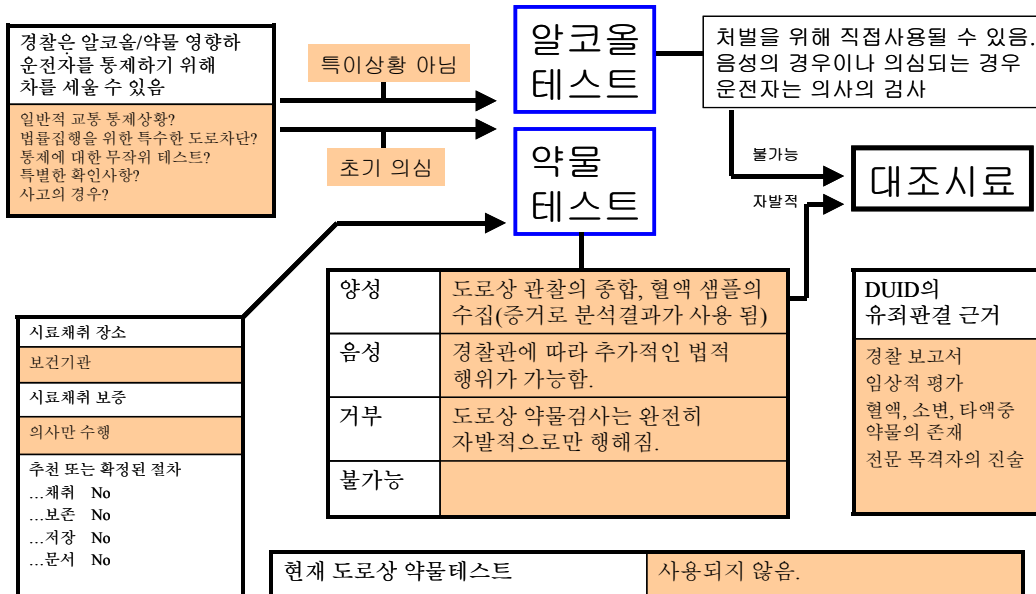 경찰은 알코올/약물 영향하
운전자를 통제하기 위해
차를 세울 수 있음
일반적 교통 통제상황?
법률집행을 위한 특수한 도로차단?
통제에 대한 무작위 테스트?
특별한 확인사항?
사고의 경우?
특이상황 아님
초기 의심
알코올
테스트
약물
테스트
처벌을 위해 직접사용될 수 있음.
음성의 경우이나 의심되는 경우
운전자는 의사의 검사
불가능
자발적
대조시료
양성
도로상 관찰의 종합, 혈액 샘플의
수집(증거로 분석결과가 사용 됨)
음성
경찰관에 따라 추가적인 법적
행위가 가능함.
거부
도로상 약물검사는 완전히
자발적으로만 행해짐.
불가능
DUID의
유죄판결 근거
경찰 보고서
임상적 평가
혈액, 소변, 타액중
약물의 존재
전문 목격자의 진술
시료채취 장소
보건기관
시료채취 보증
의사만 수행
추천 또는 확정된 절차
...채취 No
...보존 No
...저장 No
...문서 No
현재 도로상 약물테스트
사용되지 않음.